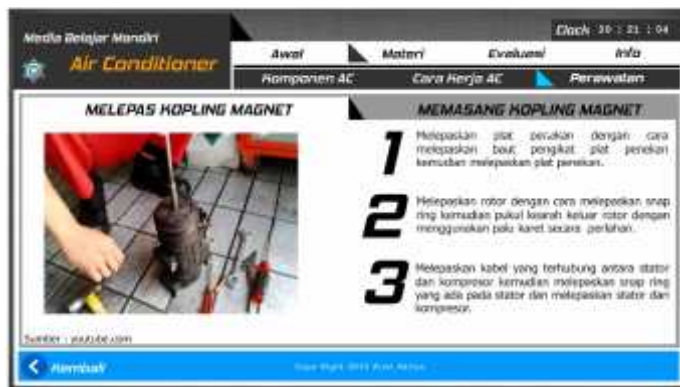 Media Belajar Mandiri
Air Conditioner
Clock 20 : 21 : 04
Awal Materi Evaluasi Info
Komponen AC Cara Kerja AC Perawatan
MELEPAS KOPLING MAGNET
MEMASANG KOPLING MAGNET
1
Melepaskan plat penekan dengan cara
melepaskan baut pengikat plat penekan
kemudian melepaskan plat penekan.
2
Melepaskan rotor dengan cara melepaskan snap
ring kemudian pukul kearah keluar rotor dengan
menggunakan palu karet secara perlahan.
3
Melepaskan kabel yang terhubung antara stator
dan kompresor kemudian melepaskan snap ring
yang ada pada stator dan melepaskan stator dari
kompresor.
Sumber : youtube.com
Kembali
Copy Right